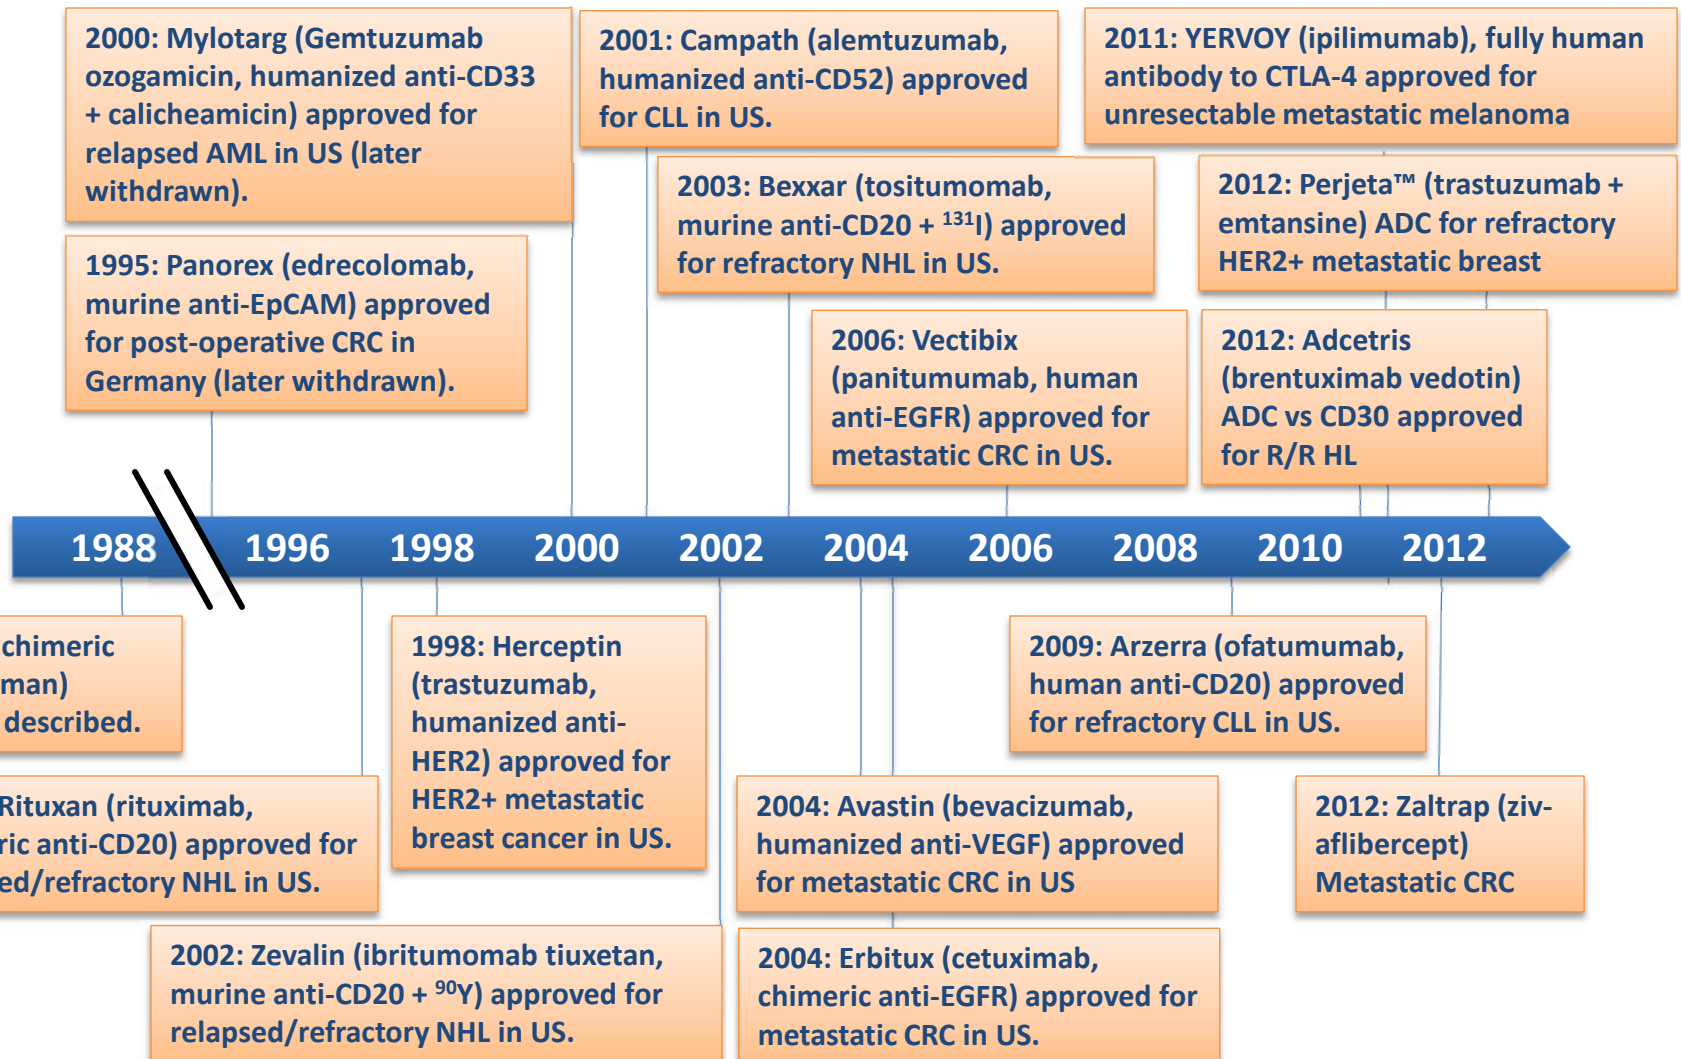 2000: Mylotarg (Gemtuzumab
ozogamicin, humanized anti-CD33
+ calicheamicin) approved for
relapsed AML in US (later
withdrawn).
2001: Campath (alemtuzumab,
humanized anti-CD52) approved
for CLL in US.
2011: YERVOY (ipilimumab), fully human
antibody to CTLA-4 approved for
unresectable metastatic melanoma
2003: Bexxar (tositumomab,
murine anti-CD20 + ¹³¹I) approved
for refractory NHL in US.
2012: Perjeta™ (trastuzumab +
emtansine) ADC for refractory
HER2+ metastatic breast
1995: Panorex (edrecolomab,
murine anti-EpCAM) approved
for post-operative CRC in
Germany (later withdrawn).
2006: Vectibix
(panitumumab, human
anti-EGFR) approved for
metastatic CRC in US.
2012: Adcetris
(brentuximab vedotin)
ADC vs CD30 approved
for R/R HL
1988 1996 1998 2000 2002 2004 2006 2008 2010 2012
chimeric
man)
described.
1998: Herceptin
(trastuzumab,
humanized anti-
HER2) approved for
HER2+ metastatic
breast cancer in US.
2009: Arzerra (ofatumumab,
human anti-CD20) approved
for refractory CLL in US.
Rituxan (rituximab,
ric anti-CD20) approved for
ed/refractory NHL in US.
2004: Avastin (bevacizumab,
humanized anti-VEGF) approved
for metastatic CRC in US
2012: Zaltrap (ziv-
aflibercept)
Metastatic CRC
2002: Zevalin (ibritumomab tiuxetan,
murine anti-CD20 + ⁹⁰Y) approved for
relapsed/refractory NHL in US.
2004: Erbitux (cetuximab,
chimeric anti-EGFR) approved for
metastatic CRC in US.